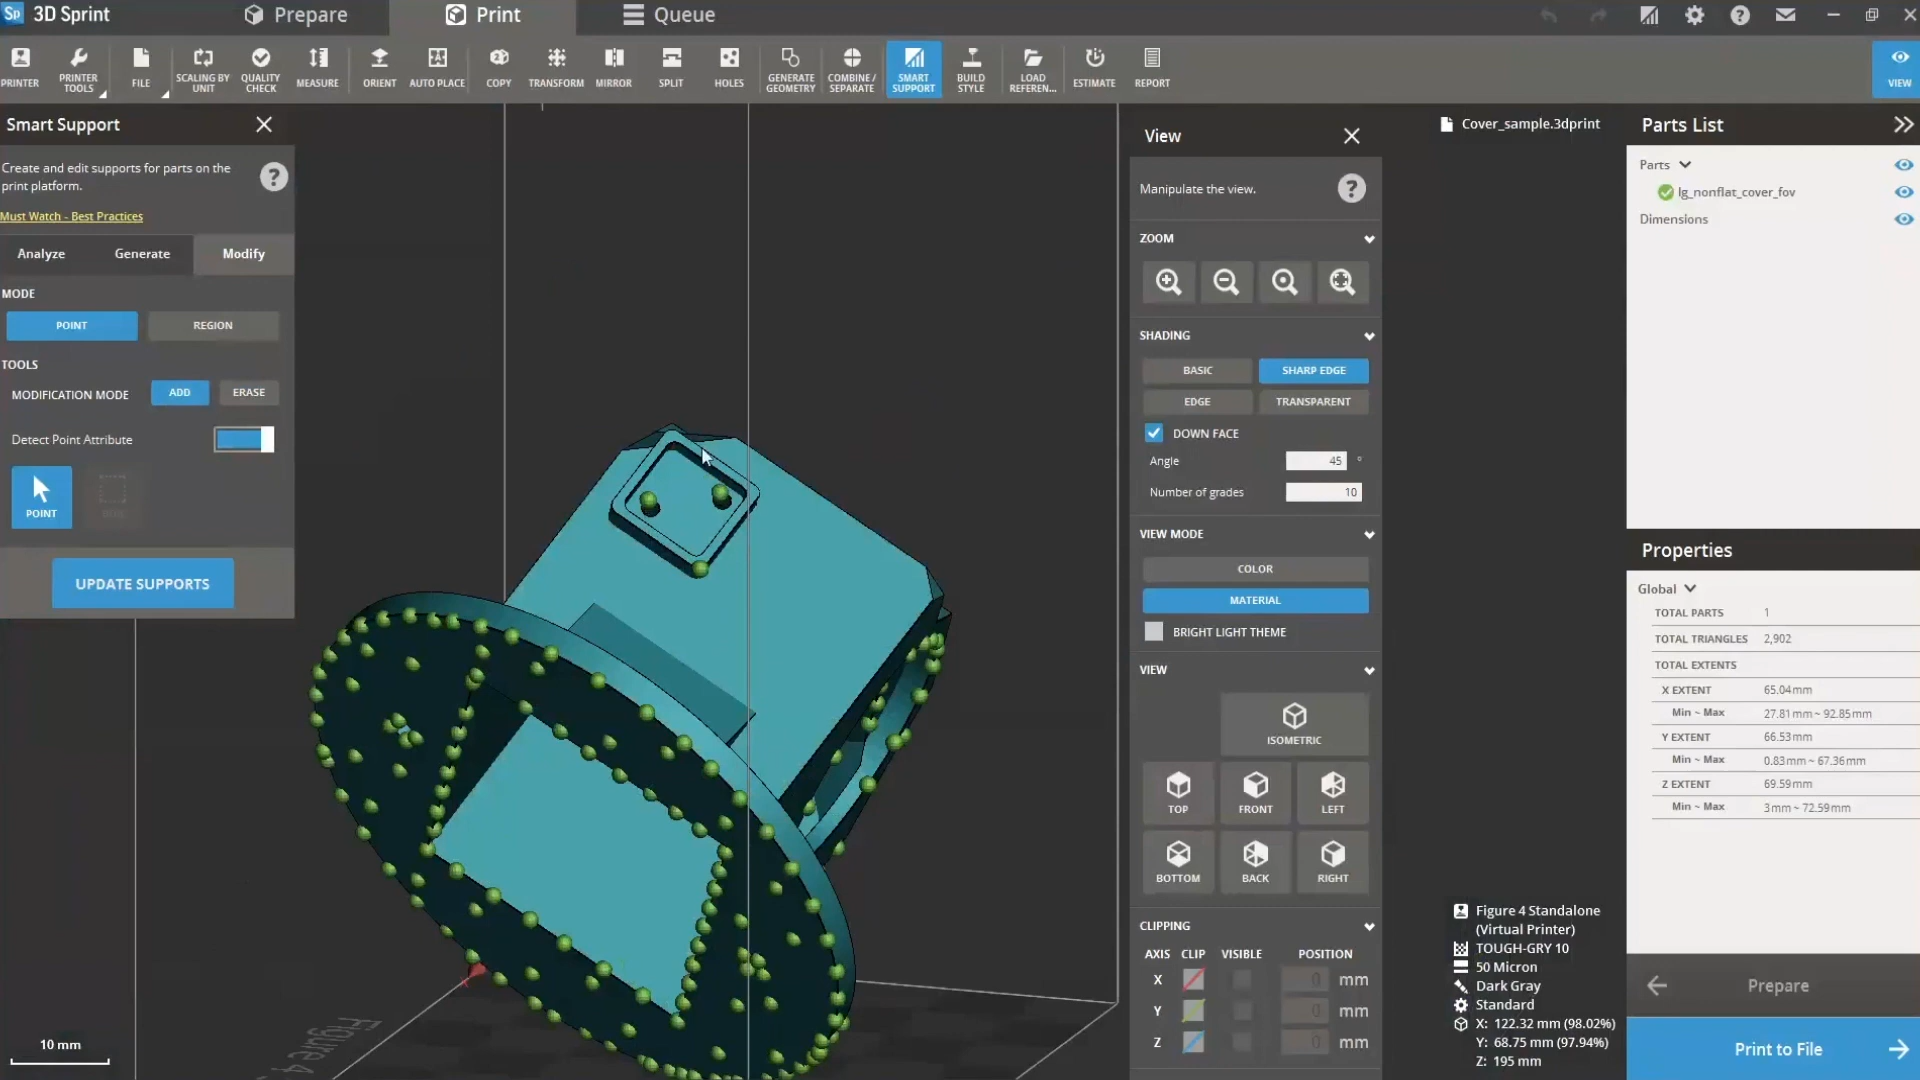 Sp 3D Sprint
Prepare
Print
Queue
PRINTER
PRINTER TOOLS
FILE
SCALING BY UNIT
QUALITY CHECK
MEASURE
ORIENT
AUTO PLACE
COPY
TRANSFORM
MIRROR
SPLIT
HOLES
GENERATE GEOMETRY
COMBINE / SEPARATE
SMART SUPPORT
BUILD STYLE
LOAD REFEREN...
ESTIMATE
REPORT
VIEW
Smart Support
Create and edit supports for parts on the
print platform.
Must Watch - Best Practices
Analyze Generate Modify
MODE
POINT REGION
TOOLS
MODIFICATION MODE ADD ERASE
Detect Point Attribute
POINT
UPDATE SUPPORTS
10 mm
View
Manipulate the view.
ZOOM
SHADING
BASIC SHARP EDGE
EDGE TRANSPARENT
DOWN FACE
Angle 45 °
Number of grades 10
VIEW MODE
COLOR
MATERIAL
BRIGHT LIGHT THEME
VIEW
ISOMETRIC
TOP FRONT LEFT
BOTTOM BACK RIGHT
CLIPPING
AXIS CLIP VISIBLE POSITION
X 0 mm
Y 0 mm
Z 0 mm
Cover_sample.3dprint
Figure 4 Standalone
(Virtual Printer)
TOUGH-GRY 10
50 Micron
Dark Gray
Standard
X: 122.32 mm (98.02%)
Y: 68.75 mm (97.94%)
Z: 195 mm
Parts List
Parts
lg_nonflat_cover_fov
Dimensions
Properties
Global
TOTAL PARTS 1
TOTAL TRIANGLES 2,902
TOTAL EXTENTS
X EXTENT 65.04mm
Min ~ Max 27.81mm ~ 92.85mm
Y EXTENT 66.53mm
Min ~ Max 0.83mm ~ 67.36mm
Z EXTENT 69.59mm
Min ~ Max 3mm ~ 72.59mm
Prepare
Print to File